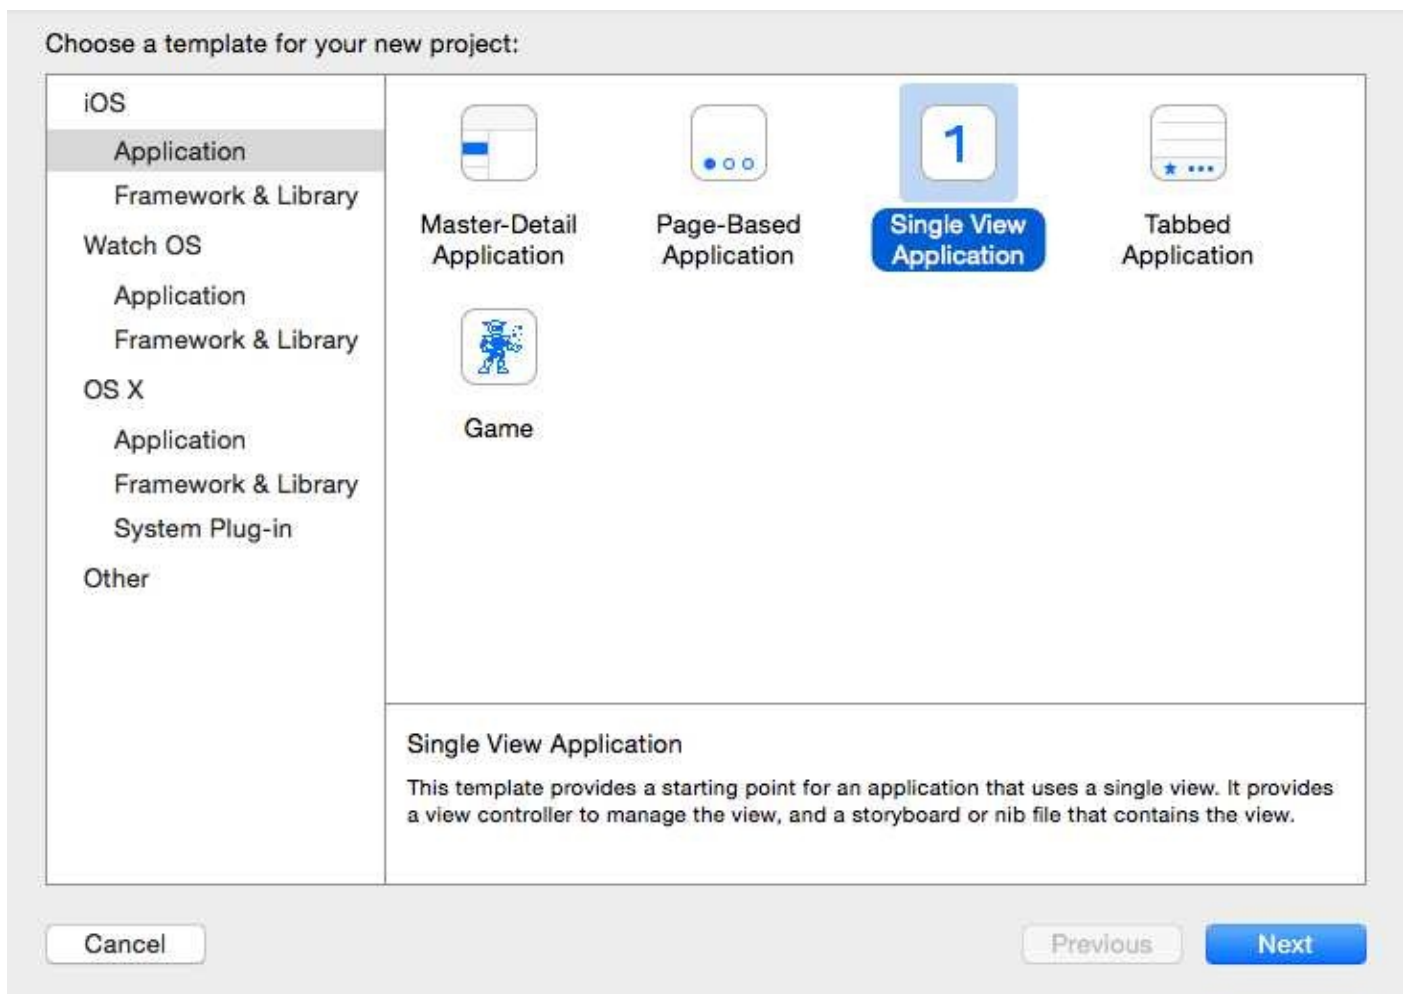 Choose a template for your new project:
iOS
Application
Framework & Library
Watch OS
Application
Framework & Library
OS X
Application
Framework & Library
System Plug-in
Other
Master-Detail
Application
Page-Based
Application
1
Single View
Application
Tabbed
Application
Game
Single View Application
This template provides a starting point for an application that uses a single view. It provides
a view controller to manage the view, and a storyboard or nib file that contains the view.
Cancel
Previous
Next